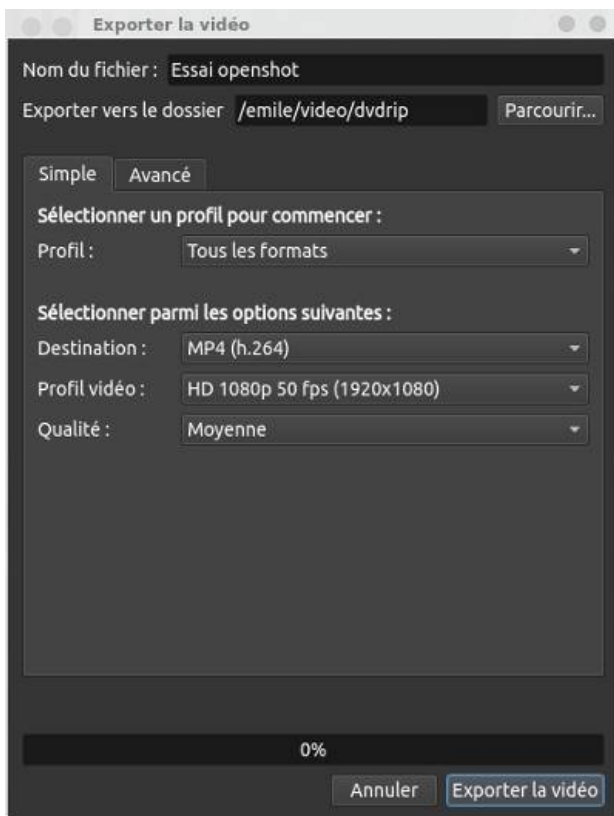 Exporter la vidéo
Nom du fichier : Essai openshot
Exporter vers le dossier /emile/video/dvdrip Parcourir...
Simple Avancé
Sélectionner un profil pour commencer :
Profil : Tous les formats
Sélectionner parmi les options suivantes :
Destination : MP4 (h.264)
Profil vidéo : HD 1080p 50 fps (1920x1080)
Qualité : Moyenne
0%
Annuler Exporter la vidéo